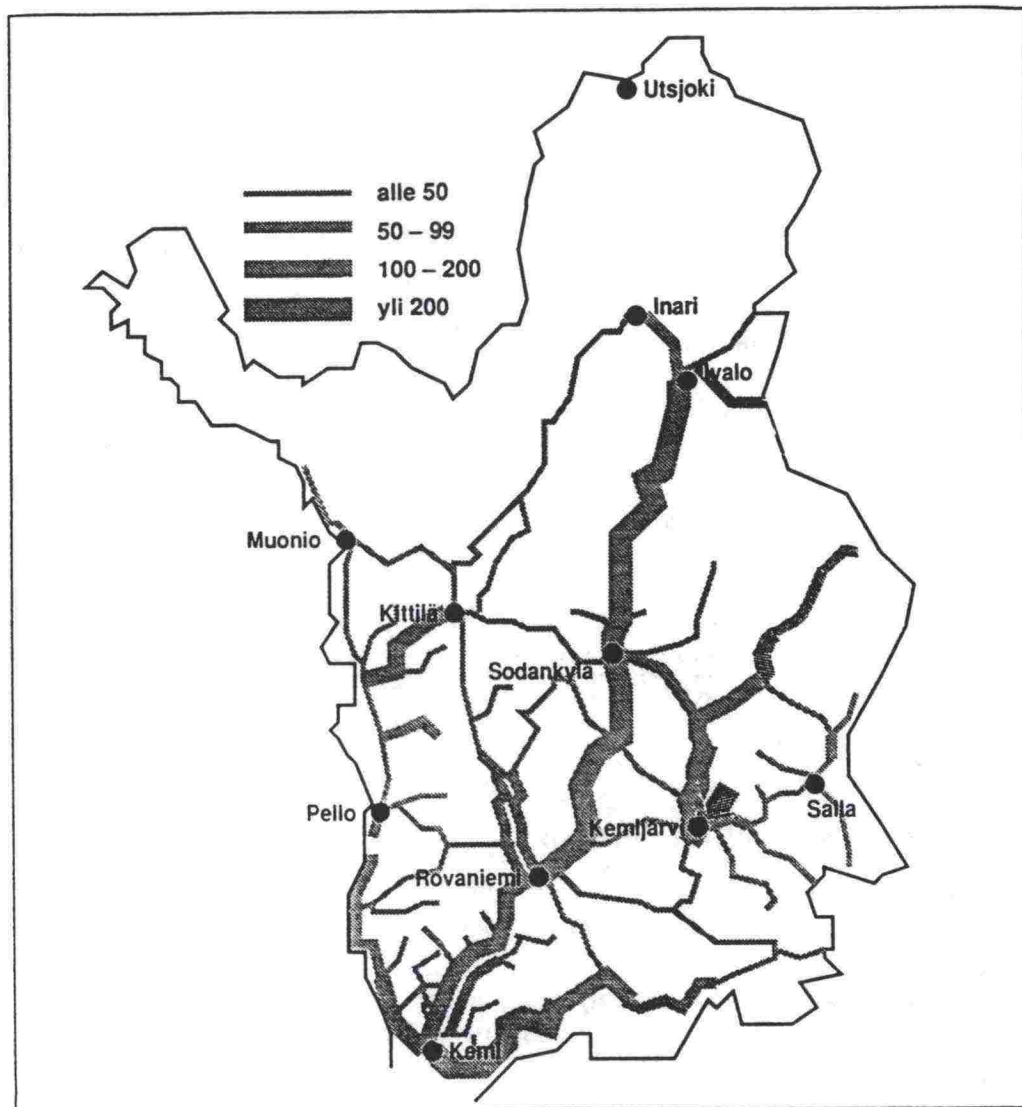 Utsjoki
alle 50
50 – 99
100 – 200
yli 200
Inari
Ivalo
Muonio
Kittilä
Sodankylä
Pello
Kemijärvi
Salla
Rovaniemi
Kemi